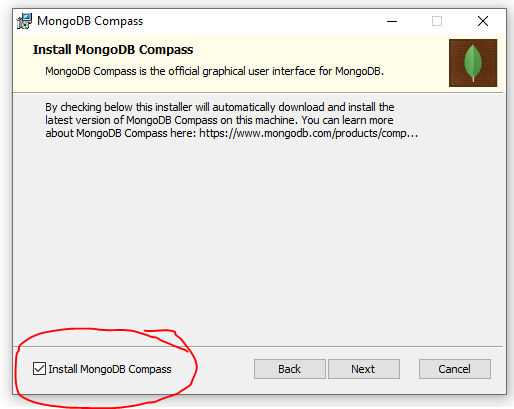 MongoDB Compass
Install MongoDB Compass
MongoDB Compass is the official graphical user interface for MongoDB.
By checking below this installer will automatically download and install the
latest version of MongoDB Compass on this machine. You can learn more
about MongoDB Compass here: https://www.mongodb.com/products/comp...
Install MongoDB Compass
Back
Next
Cancel